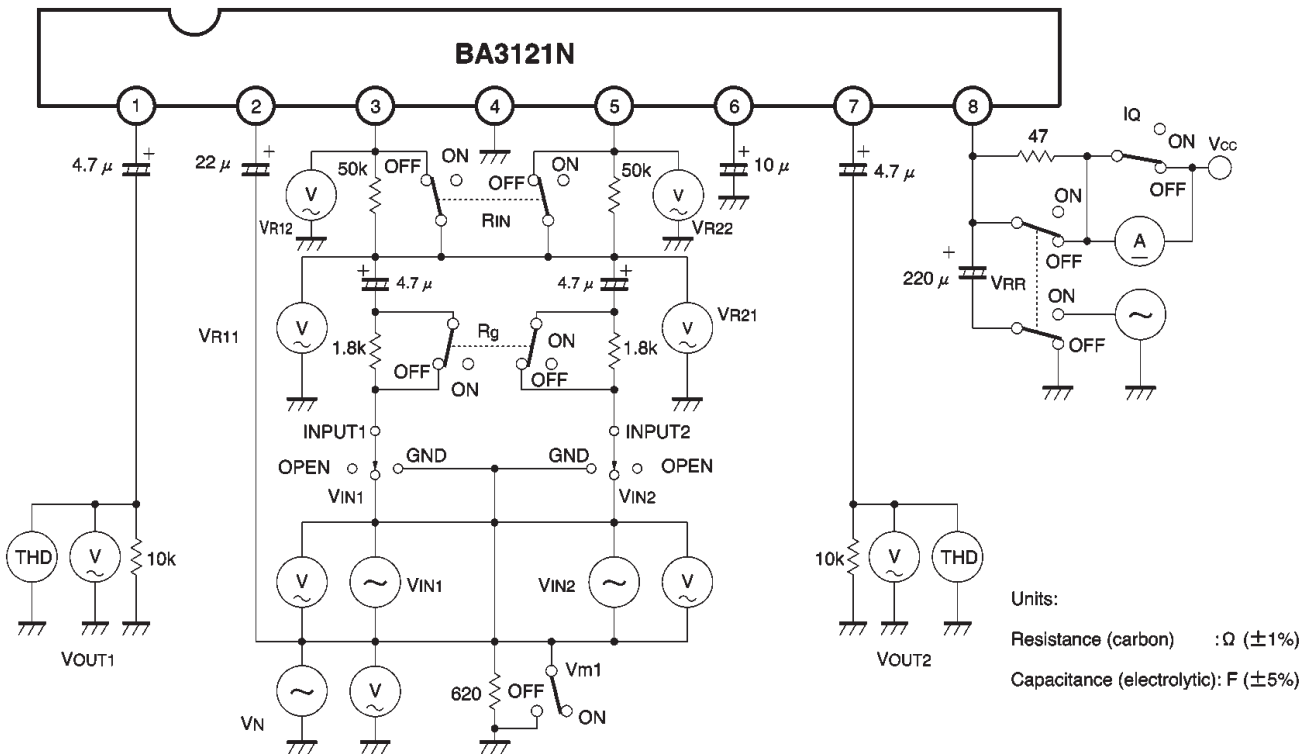 BA3121N
1 2 3 4 5 6 7 8
4.7 μ +
22 μ +
50k
OFF
ON
OFF
ON
50k
+ 10 μ
+ 4.7 μ
47
IQ
ON
VCC
OFF
V
VR12
RIN
V
VR22
ON
A
OFF
+
220 μ
VRR
ON
OFF
+
4.7 μ
4.7 μ
+
VR11
V
V
VR21
1.8k
Rg
ON
1.8k
OFF
ON
OFF
INPUT1
INPUT2
OPEN
GND
GND
OPEN
VIN1
VIN2
THD
V
10k
V
VIN1
VIN2
V
10k
V
THD
VOUT1
VOUT2
VN
V
620
OFF
Vm1
ON
Units:
Resistance (carbon) :Ω (±1%)
Capacitance (electrolytic): F (±5%)